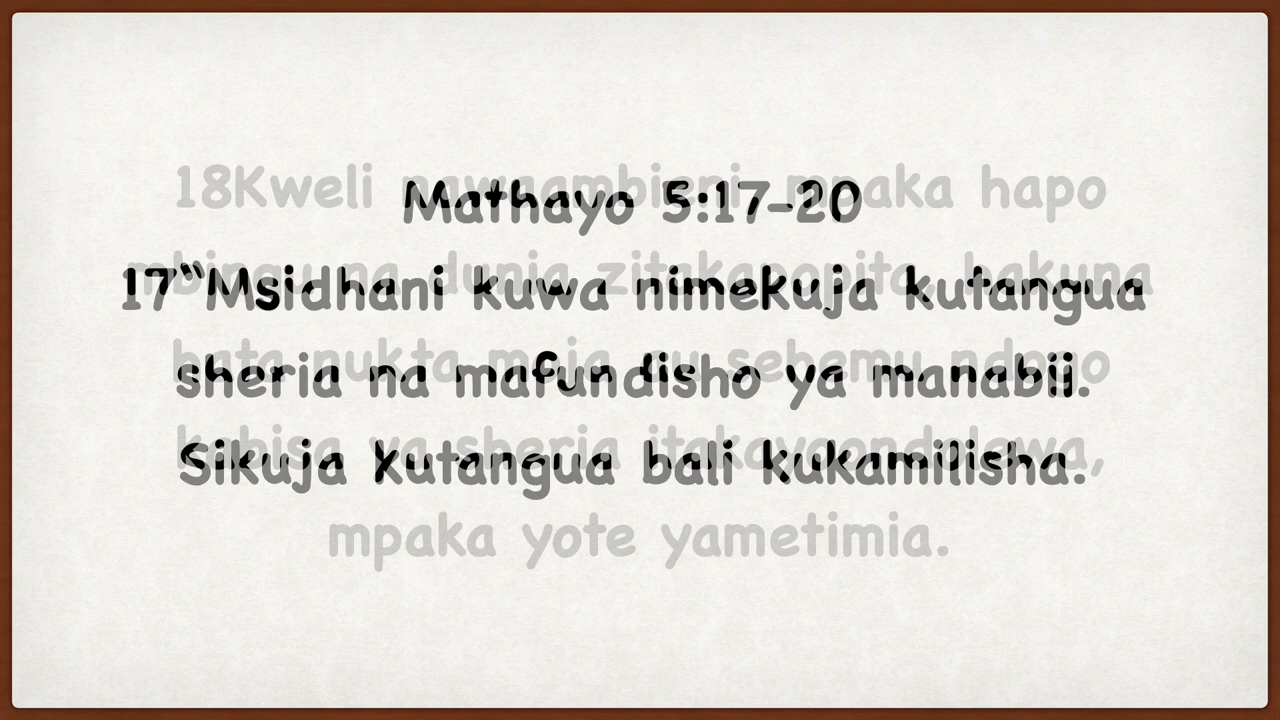 Mathayo 5:17-20
17“Msidhani kuwa nimekuja kutangua
sheria na mafundisho ya manabii.
Sikuja kutangua bali kukamilisha.
18Kweli nawaambieni, mpaka hapo
mbingu na dunia zitakapopita, hakuna
hata nukta moja au sehemu ndogo
kabisa ya sheria itakayoondolewa,
mpaka yote yametimia.